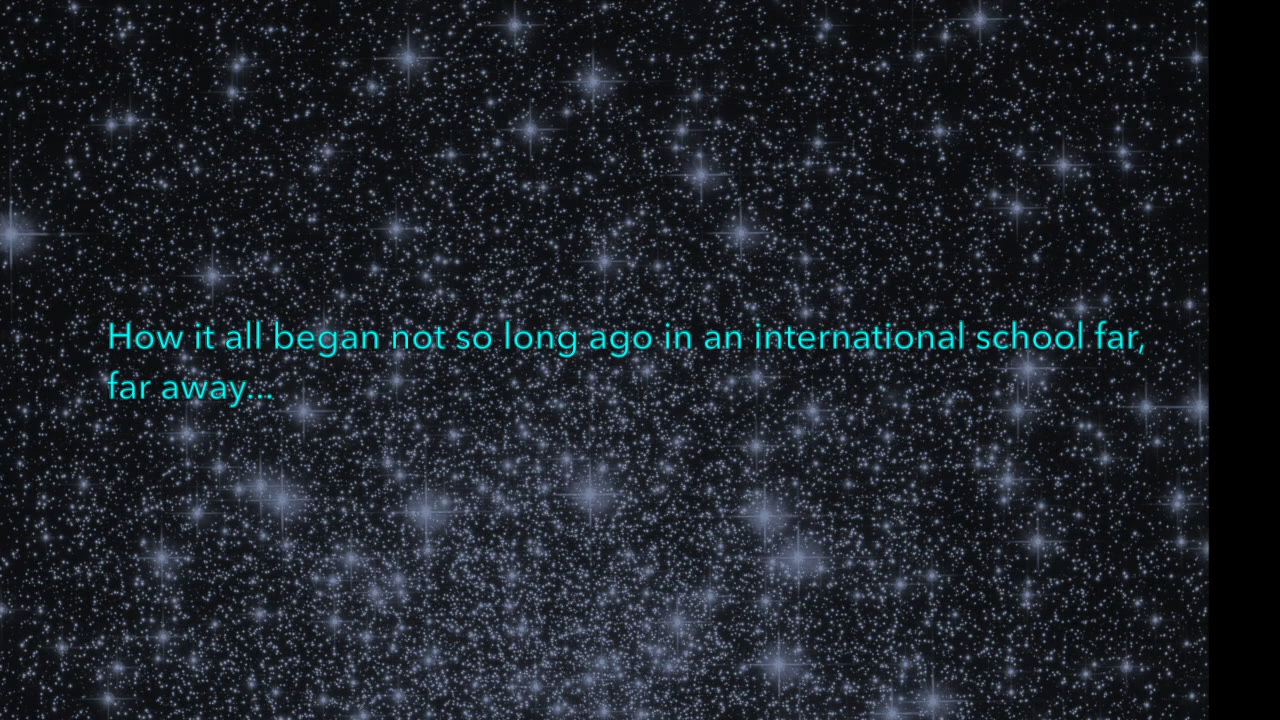 How it all began not so long ago in an international school far,
far away...